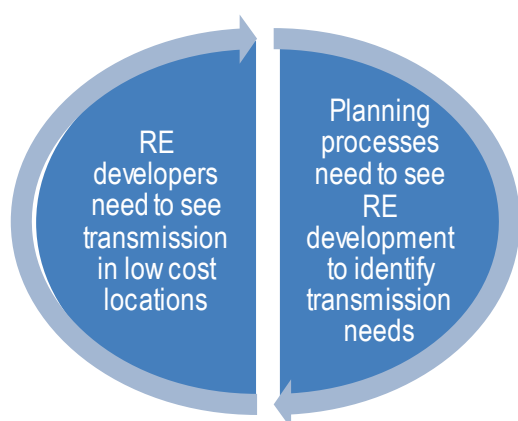 RE
developers
need to see
transmission
in low cost
locations
Planning
processes
need to see
RE
development
to identify
transmission
needs